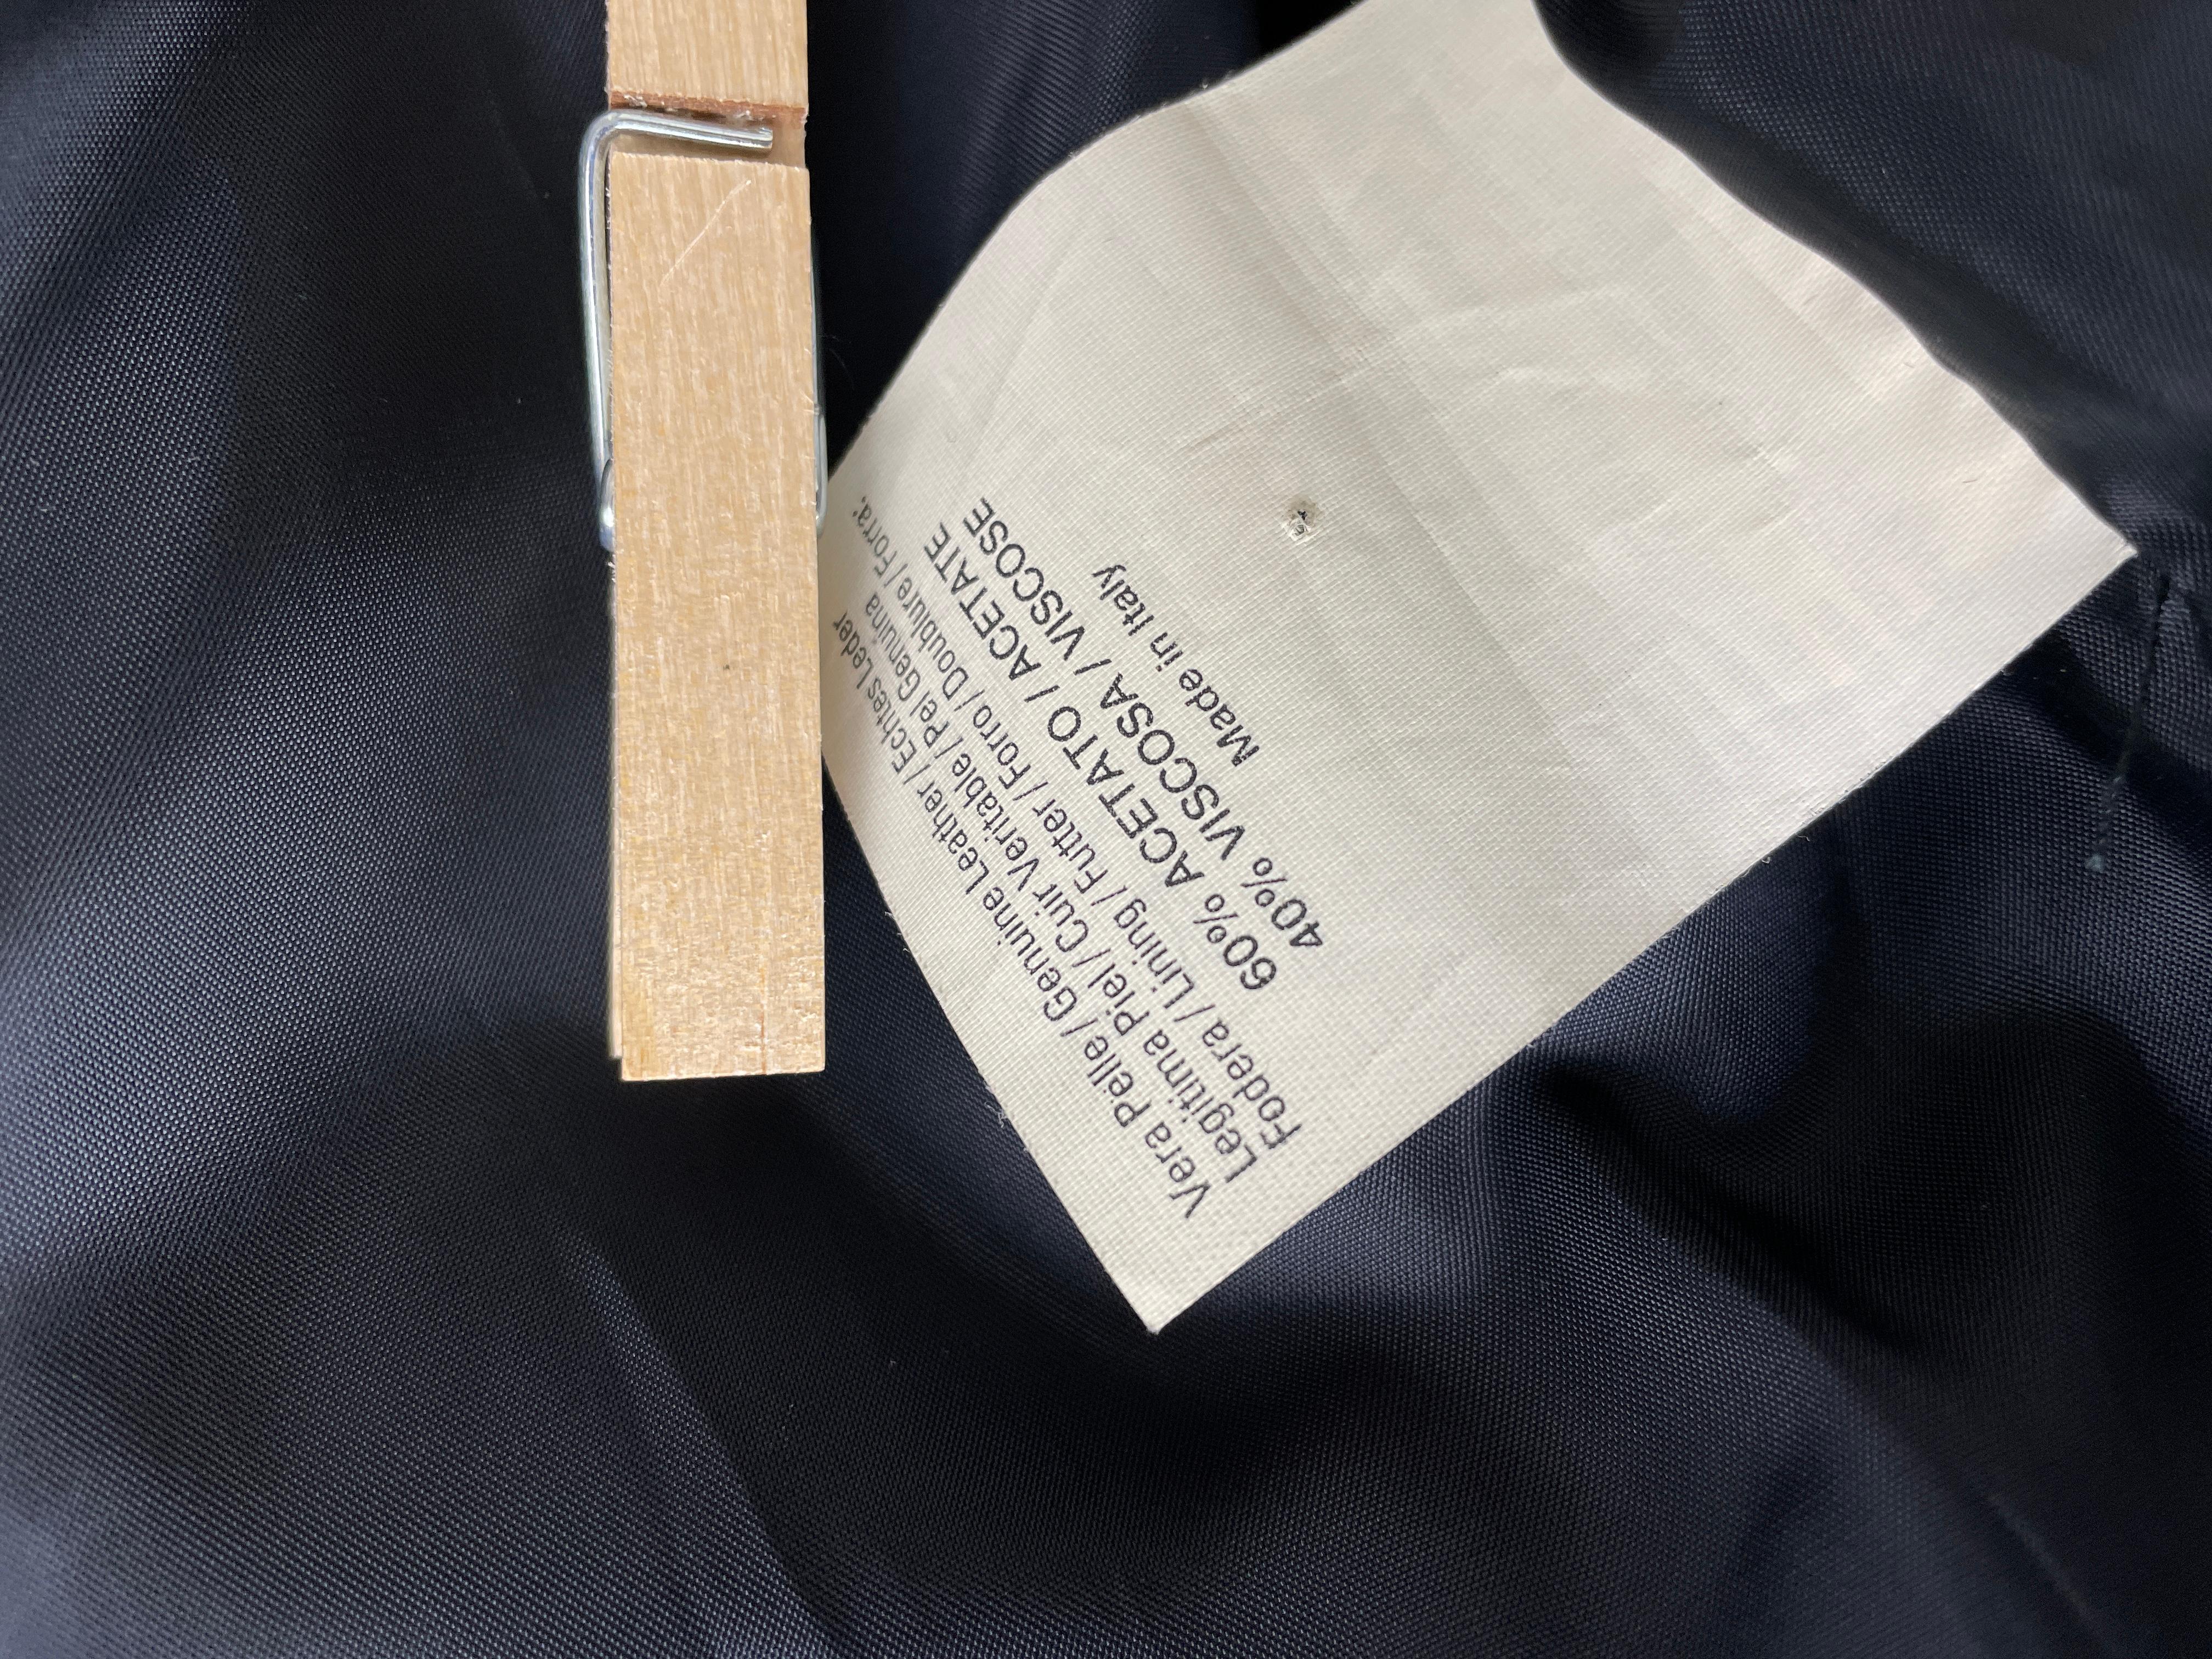 Vera Pelle / Genuine Leather / Echtes Leder
Legitima Piel / Cuir Veritable / Pel Genuina
Fodera / Lining / Futter / Forro / Doublure / Forra:
60% ACETATO / ACETATE
40% VISCOSA / VISCOSE
Made in Italy